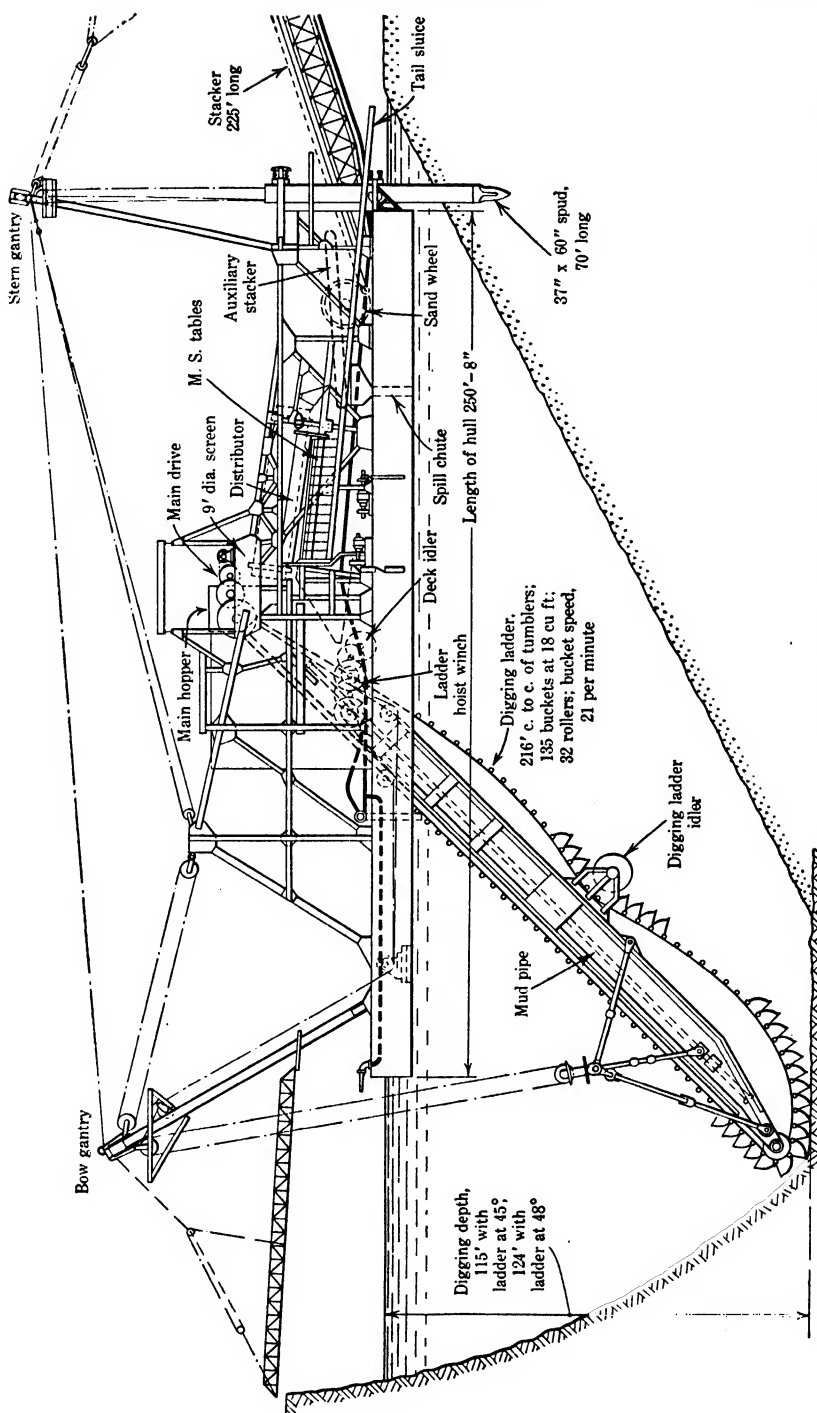 Stern gantry
Stacker
225' long
Tail sluice
37" x 60" spud,
70' long
Auxiliary
stacker
Sand wheel
M. S. tables
Distributor
9' dia. screen
Main drive
Main hopper
Spill chute
Length of hull 250'-8"
Deck idler
Ladder
hoist winch
Digging ladder,
216' c. to c. of tumblers;
135 buckets at 18 cu ft;
32 rollers; bucket speed,
21 per minute
Digging ladder
idler
Mud pipe
Bow gantry
Digging depth,
115' with
ladder at 45°;
124' with
ladder at 48°